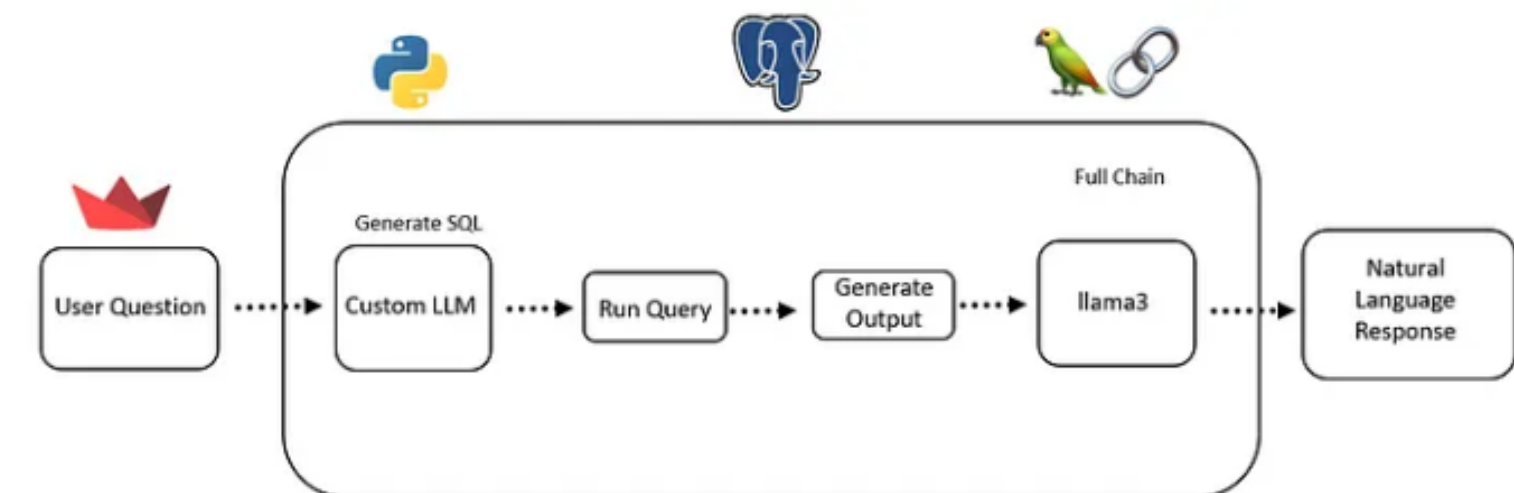 Full Chain
Generate SQL
User Question
Custom LLM
Run Query
Generate
Output
llama3
Natural
Language
Response